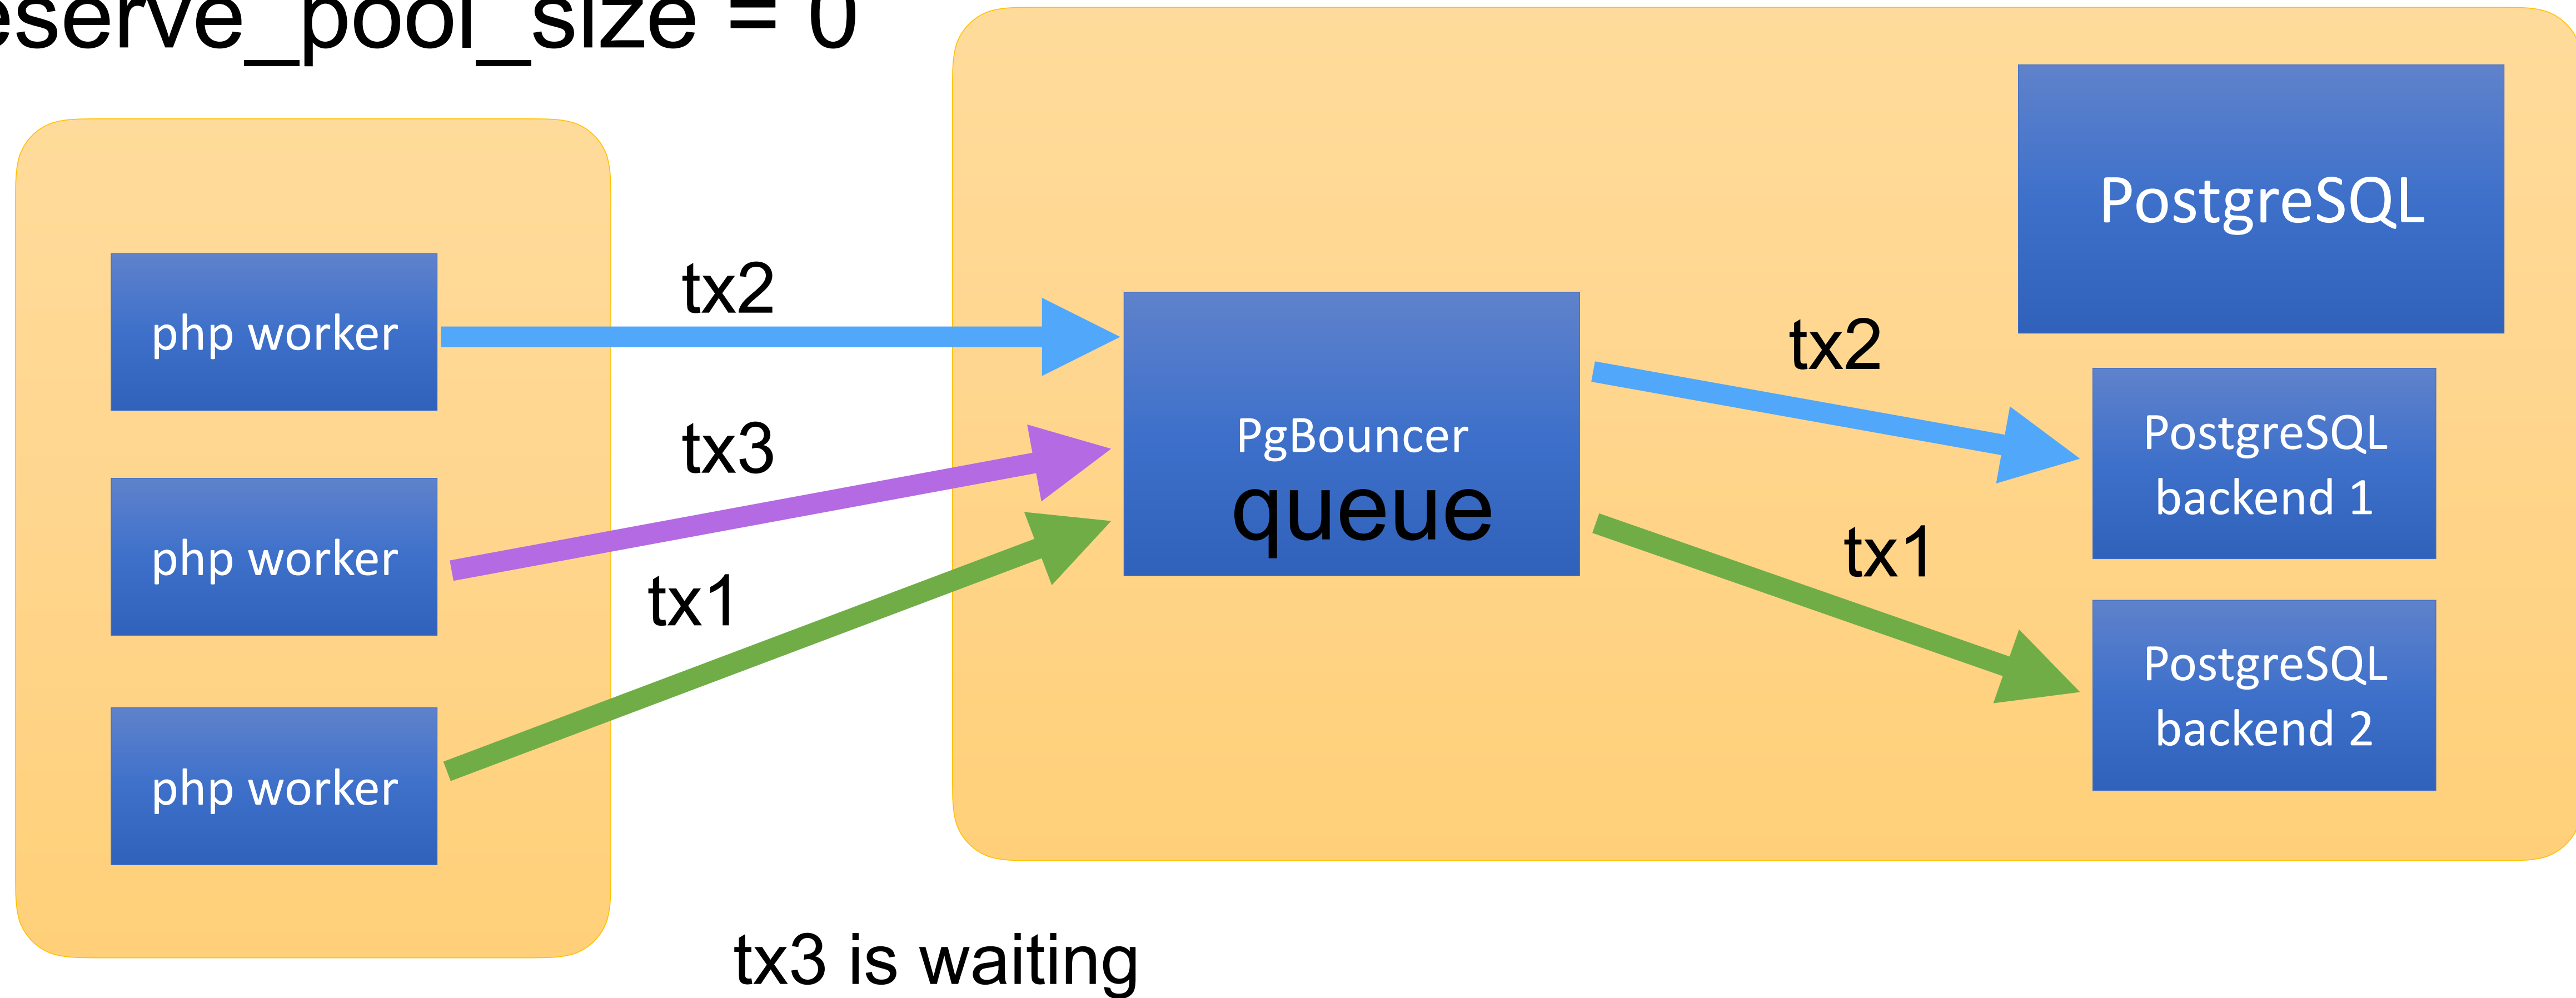 eserve_pool_size = 0
PostgreSQL
php worker
tx2
PgBouncer
queue
tx2
PostgreSQL
backend 1
php worker
tx3
tx1
tx1
PostgreSQL
backend 2
php worker
tx3 is waiting